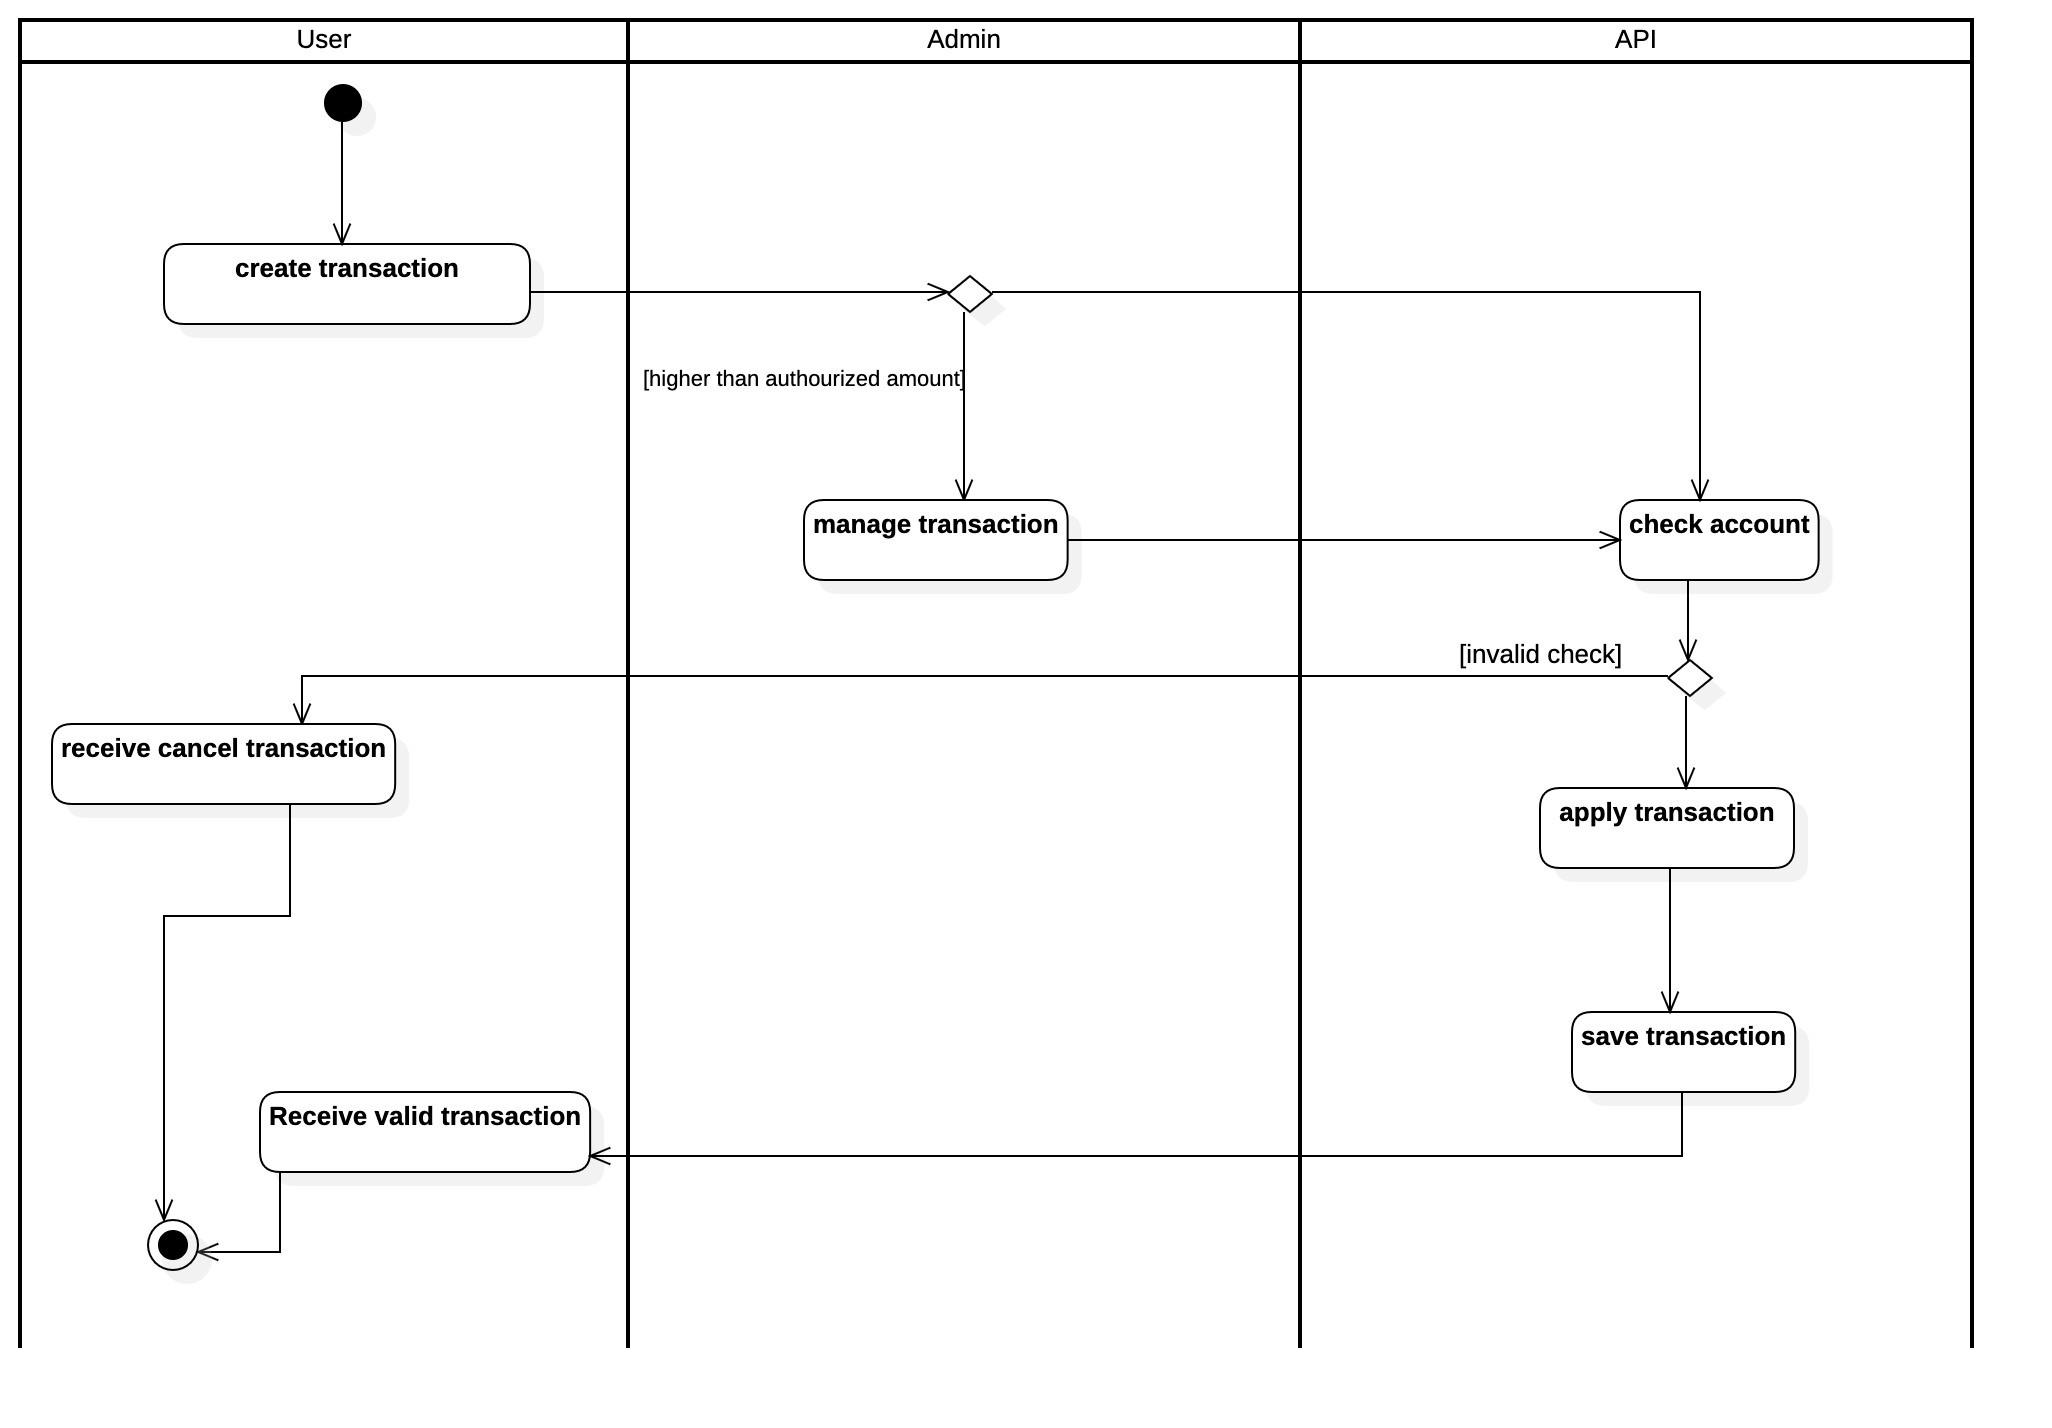 User
Admin
API
create transaction
[higher than authourized amount]
manage transaction
check account
[invalid check]
receive cancel transaction
apply transaction
save transaction
Receive valid transaction